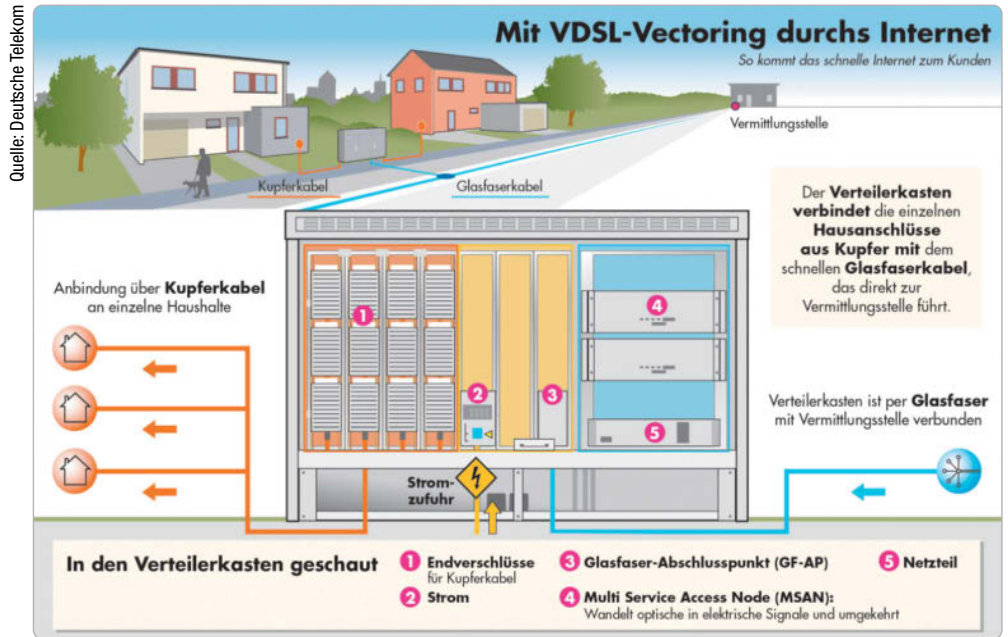 Quelle: Deutsche Telekom
Mit VDSL-Vectoring durchs Internet
So kommt das schnelle Internet zum Kunden
Vermittlungsstelle
Kupferkabel
Glasfaserkabel
Der Verteilerkasten
verbindet die einzelnen
Hausanschlüsse
aus Kupfer mit dem
schnellen Glasfaserkabel,
das direkt zur
Vermittlungsstelle führt.
Anbindung über Kupferkabel
an einzelne Haushalte
1
2
3
4
5
Verteilerkasten ist per Glasfaser
mit Vermittlungsstelle verbunden
Strom-
zufuhr
In den Verteilerkasten geschaut
1 Endverschlüsse
für Kupferkabel
2 Strom
3 Glasfaser-Abschlusspunkt (GF-AP)
4 Multi Service Access Node (MSAN):
Wandelt optische in elektrische Signale und umgekehrt
5 Netzteil